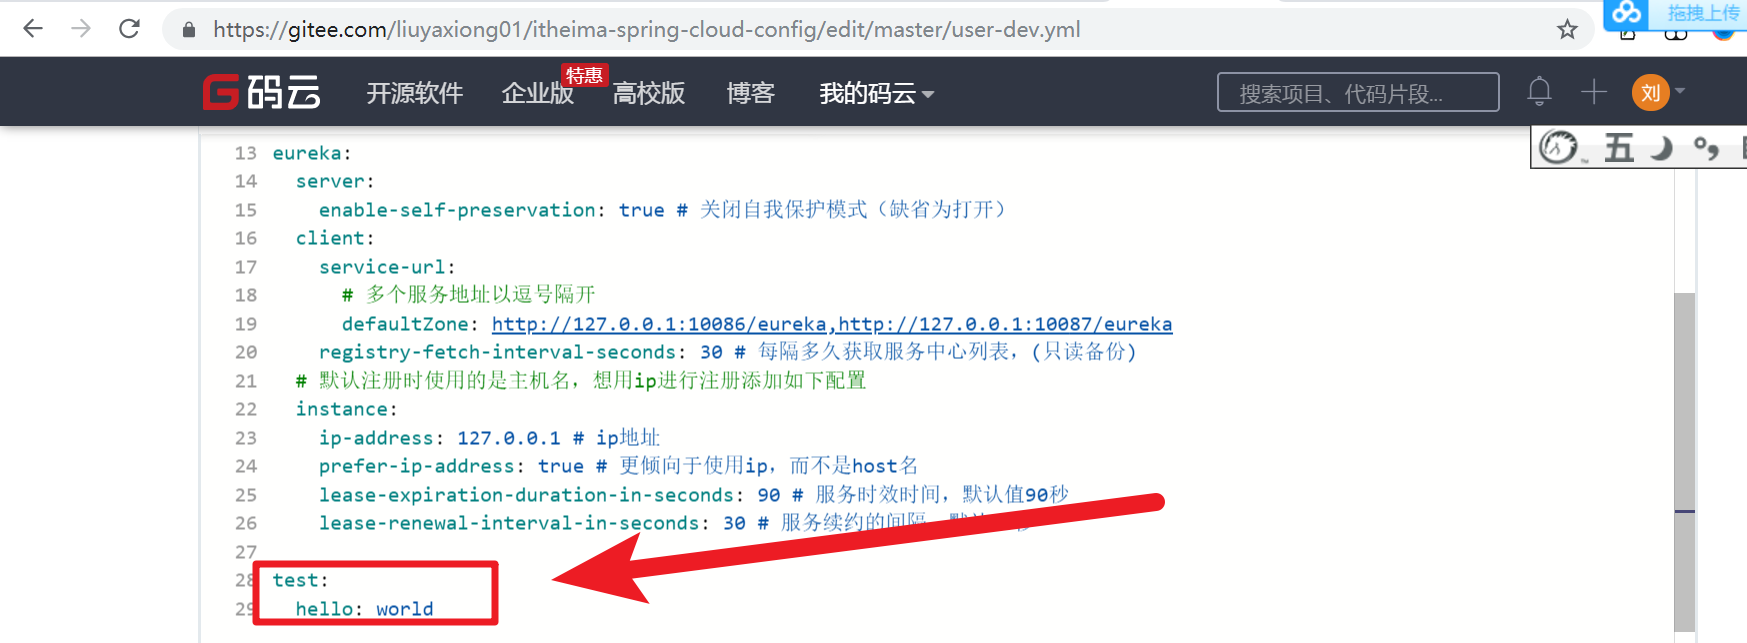 https://gitee.com/liuyaxiong01/itheima-spring-cloud-config/edit/master/user-dev.yml
拖拽上传
G 码云 开源软件 企业版 特惠 高校版 博客 我的码云 搜索项目、代码片段... 刘
五
13 eureka:
14 server:
15 enable-self-preservation: true # 关闭自我保护模式（缺省为打开）
16 client:
17 service-url:
18 # 多个服务地址以逗号隔开
19 defaultZone: http://127.0.0.1:10086/eureka,http://127.0.0.1:10087/eureka
20 registry-fetch-interval-seconds: 30 # 每隔多久获取服务中心列表，(只读备份)
21 # 默认注册时使用的是主机名，想用ip进行注册添加如下配置
22 instance:
23 ip-address: 127.0.0.1 # ip地址
24 prefer-ip-address: true # 更倾向于使用ip，而不是host名
25 lease-expiration-duration-in-seconds: 90 # 服务时效时间，默认值90秒
26 lease-renewal-interval-in-seconds: 30 # 服务续约的间隔
27
28 test:
29 hello: world